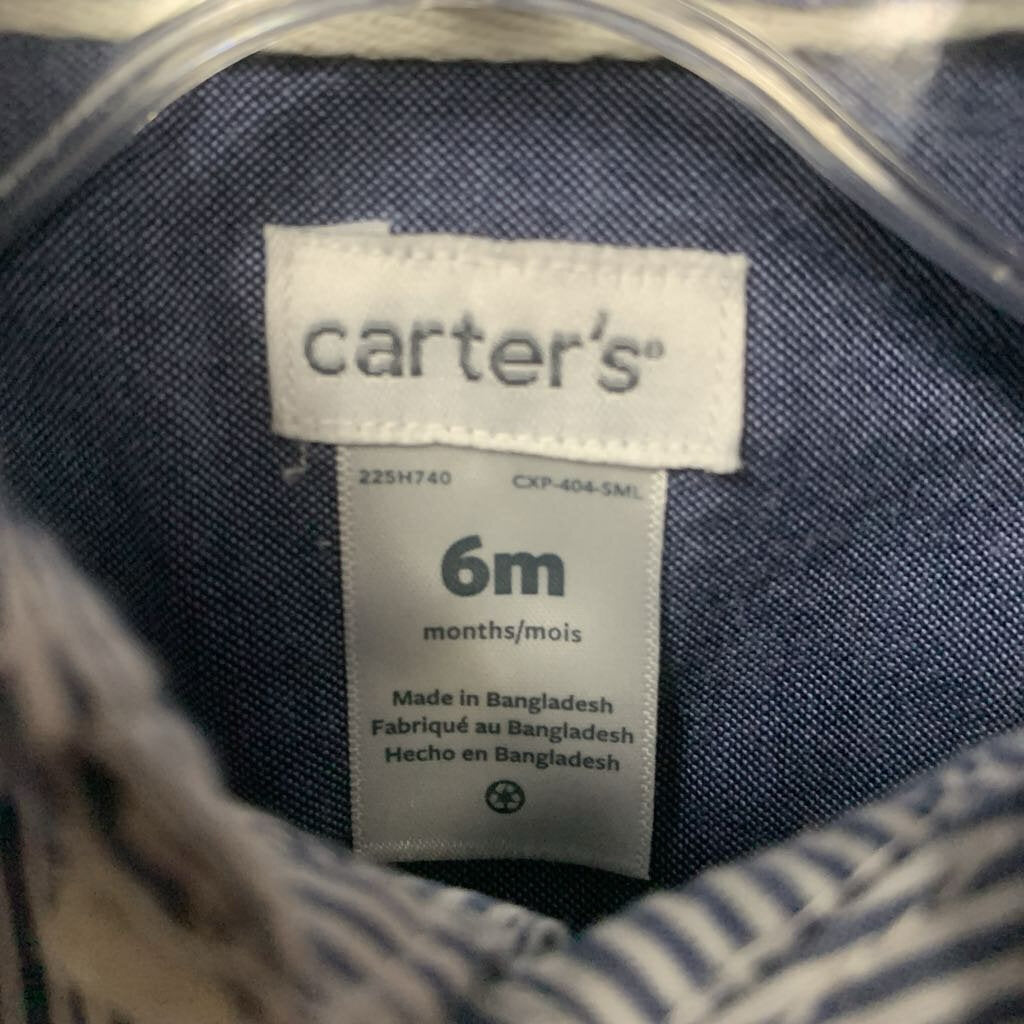 carter's®
225H740 CXP-404-SML
6m
months/mois
Made in Bangladesh
Fabriqué au Bangladesh
Hecho en Bangladesh